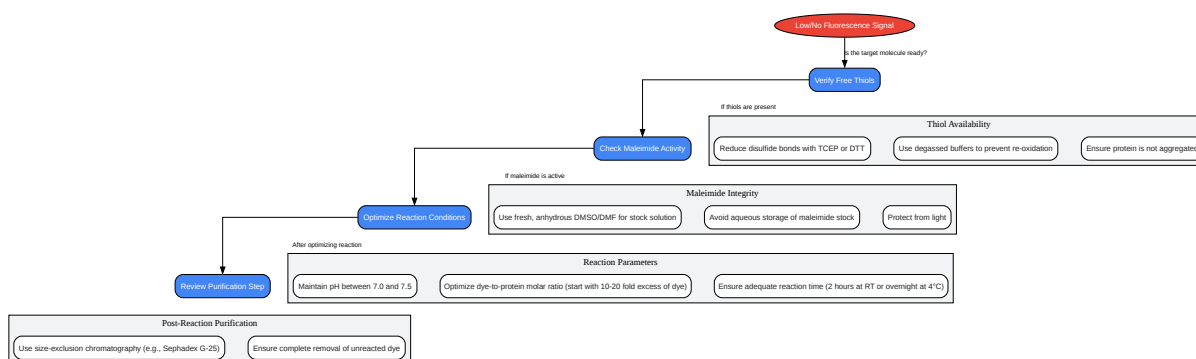 Low/No Fluorescence Signal
Is the target molecule ready?
Verify Free Thiols
If thiols are present
Thiol Availability
Reduce disulfide bonds with TCEP or DTT
Use degassed buffers to prevent re-oxidation
Ensure protein is not aggregated
Check Maleimide Activity
If maleimide is active
Maleimide Integrity
Use fresh, anhydrous DMSO/DMF for stock solution
Avoid aqueous storage of maleimide stock
Protect from light
Optimize Reaction Conditions
After optimizing reaction
Reaction Parameters
Maintain pH between 7.0 and 7.5
Optimize dye-to-protein molar ratio (start with 10-20 fold excess of dye)
Ensure adequate reaction time (2 hours at RT or overnight at 4°C)
Review Purification Step
Post-Reaction Purification
Use size-exclusion chromatography (e.g., Sephadex G-25)
Ensure complete removal of unreacted dye